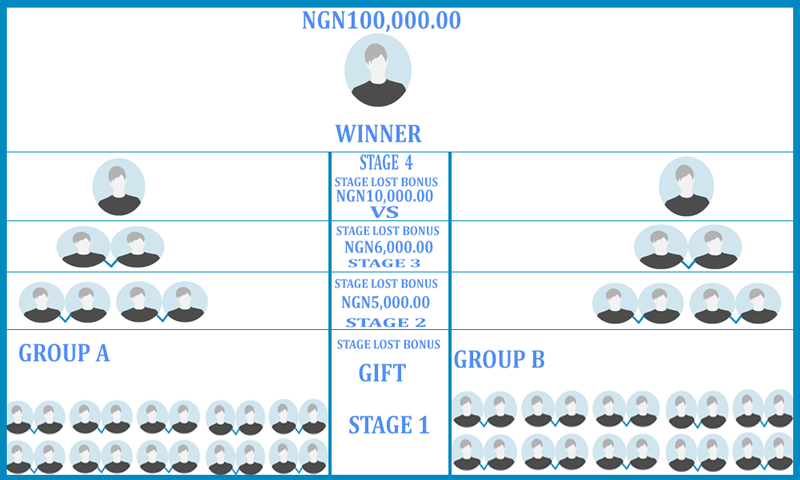 NGN100,000.00
WINNER
STAGE 4
STAGE LOST BONUS
NGN10,000.00
VS
STAGE LOST BONUS
NGN6,000.00
STAGE 3
STAGE LOST BONUS
NGN5,000.00
STAGE 2
GROUP A
STAGE LOST BONUS
GIFT
STAGE 1
GROUP B